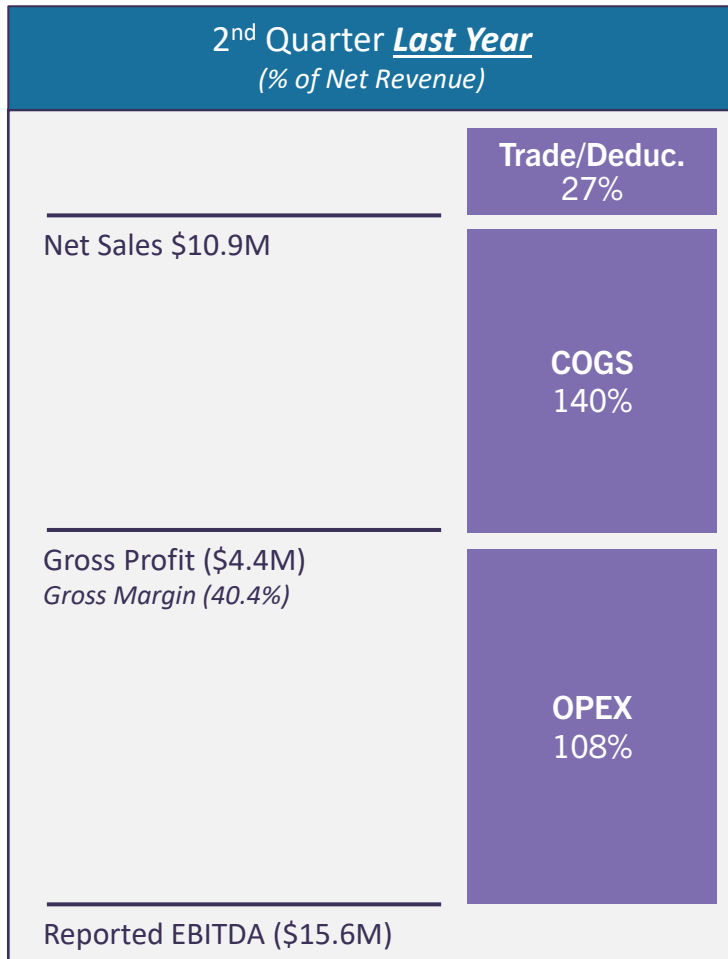 2nd Quarter Last Year
(% of Net Revenue)
Trade/Deduc.
27%
Net Sales $10.9M
COGS
140%
Gross Profit ($4.4M)
Gross Margin (40.4%)
OPEX
108%
Reported EBITDA ($15.6M)